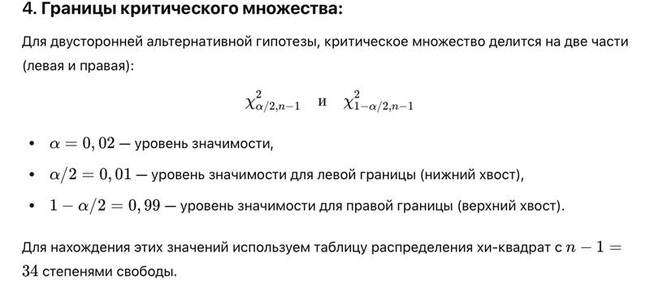 4. Границы критического множества:
Для двусторонней альтернативной гипотезы, критическое множество делится на две части
(левая и правая):
χ²_{α/2,n−1} и χ²_{1−α/2,n−1}
• α = 0,02 — уровень значимости,
• α/2 = 0,01 — уровень значимости для левой границы (нижний хвост),
• 1 − α/2 = 0,99 — уровень значимости для правой границы (верхний хвост).
Для нахождения этих значений используем таблицу распределения хи-квадрат с n − 1 =
34 степенями свободы.